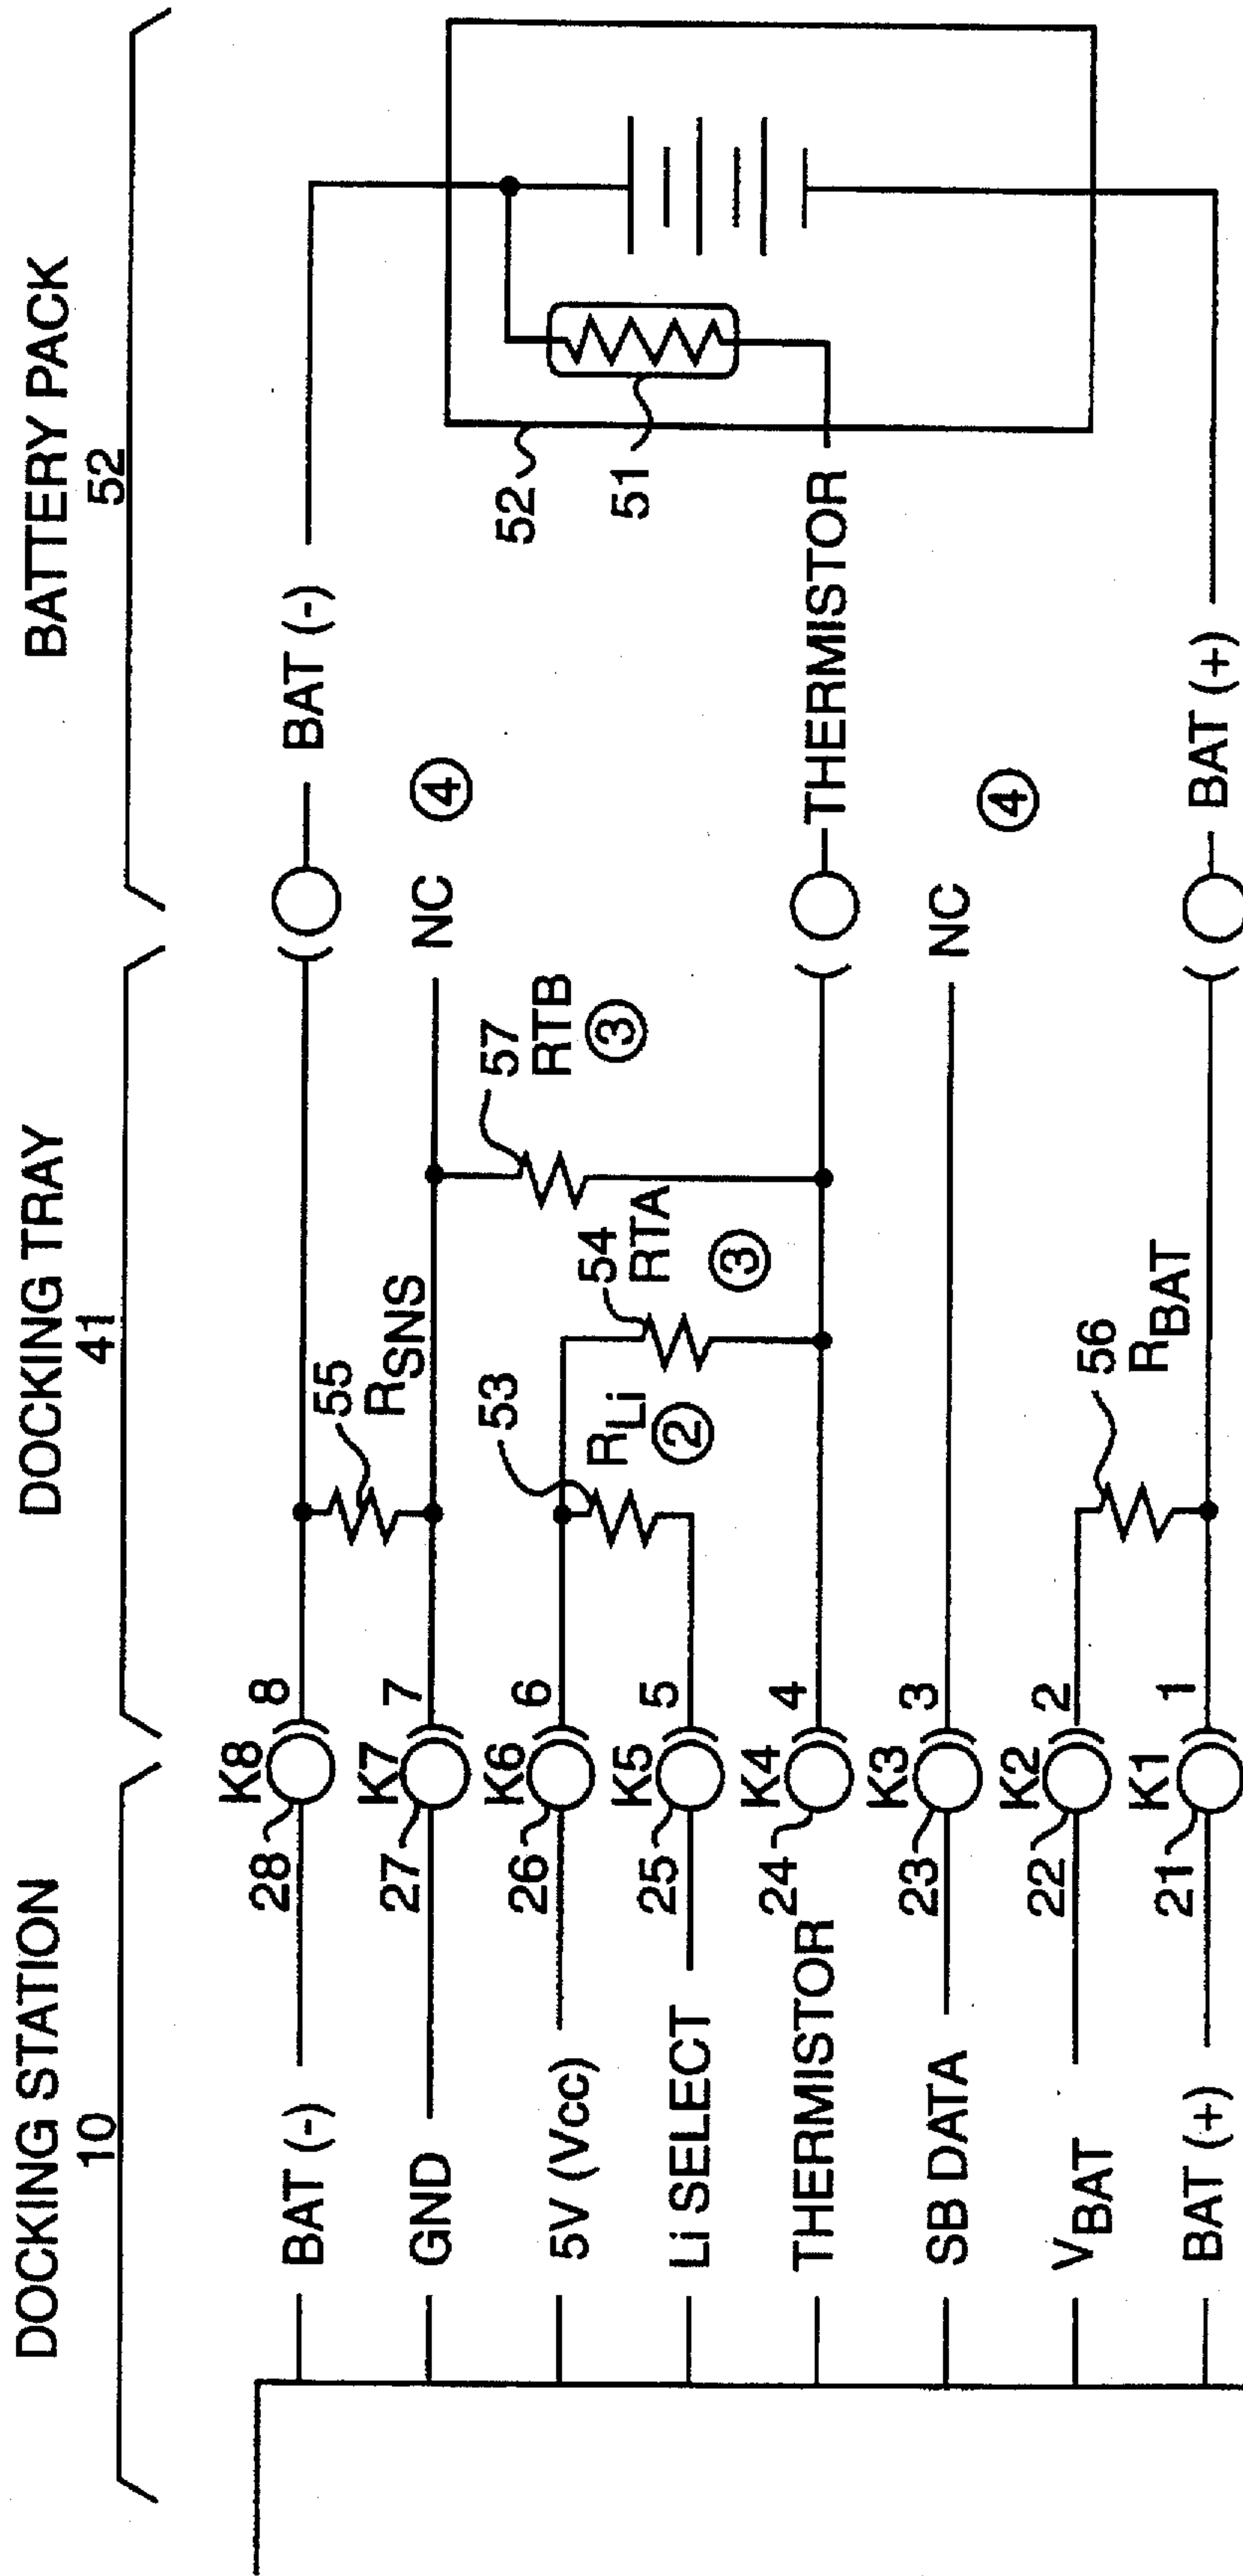 DOCKING STATION
10
DOCKING TRAY
41
BATTERY PACK
52
BAT (-)
28
K8
8
BAT (-)
55
RSNS
GND
27
K7
7
NC
④
57
RTB
③
5V (Vcc)
26
K6
6
53
RLi
②
54
RTA
③
52
51
Li SELECT
25
K5
5
THERMISTOR
24
K4
4
THERMISTOR
SB DATA
23
K3
3
NC
④
VBAT
22
K2
2
56
RBAT
BAT (+)
21
K1
1
BAT (+)